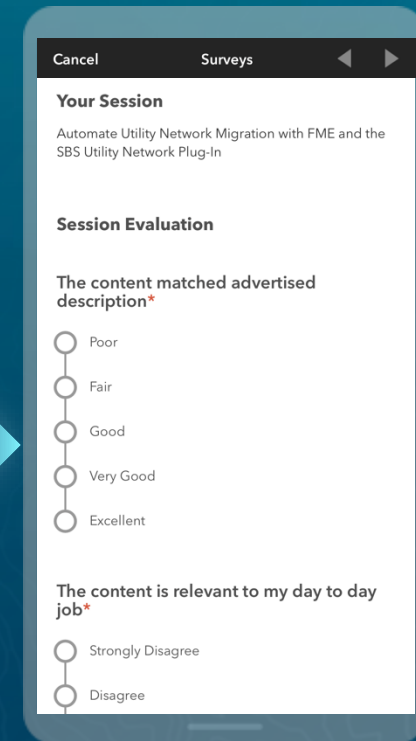 Cancel Surveys
Your Session
Automate Utility Network Migration with FME and the
SBS Utility Network Plug-In
Session Evaluation
The content matched advertised
description*
Poor
Fair
Good
Very Good
Excellent
The content is relevant to my day to day
job*
Strongly Disagree
Disagree